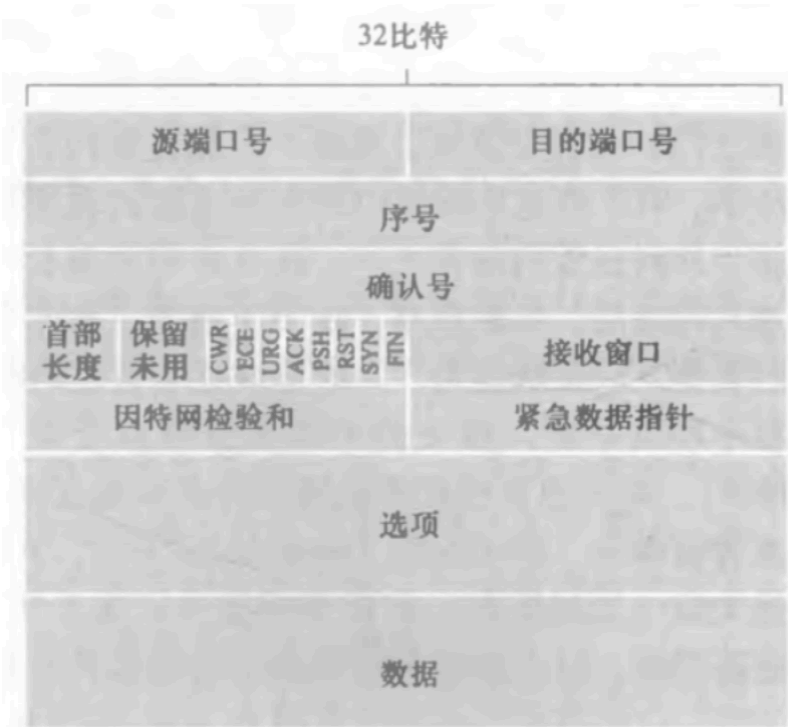 32比特
源端口号
目的端口号
序号
确认号
首部
长度
保留
未用
CWR
ECE
URG
ACK
PSH
RST
SYN
FIN
接收窗口
因特网检验和
紧急数据指针
选项
数据